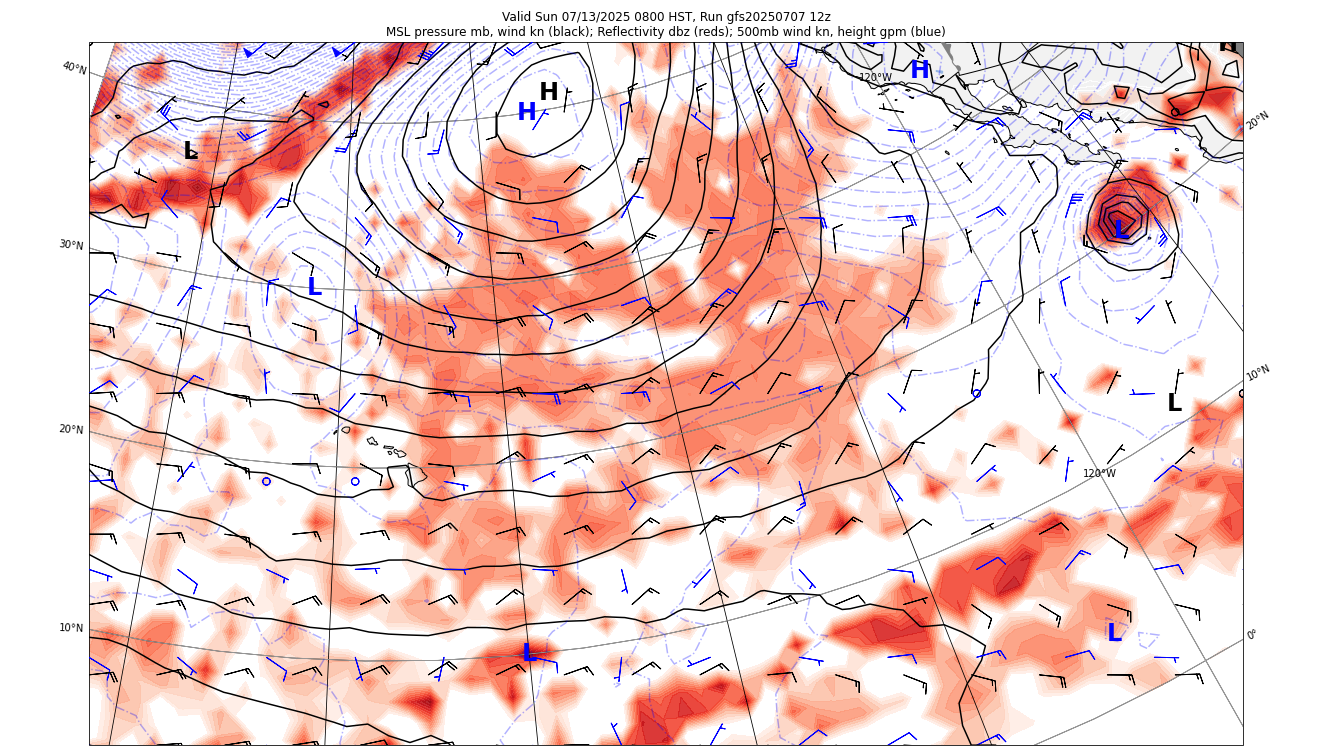 Valid Sun 07/13/2025 0800 HST, Run gfs20250707 12z
MSL pressure mb, wind kn (black); Reflectivity dbz (reds); 500mb wind kn, height gpm (blue)
H
40°N
H
120°W
H
H
20°N
L
L
30°N
L
10°N
L
20°N
120°W
10°N
L
0°
L